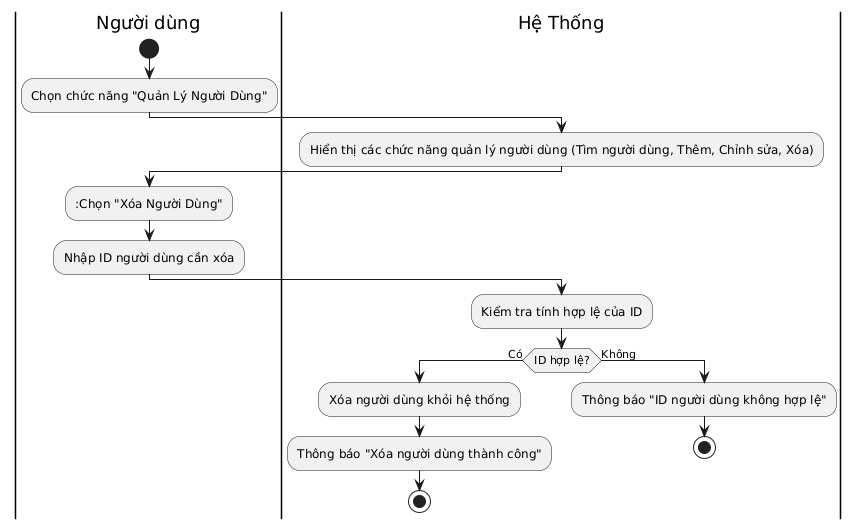 Người dùng
Hệ Thống
Chọn chức năng "Quản Lý Người Dùng"
Hiển thị các chức năng quản lý người dùng (Tìm người dùng, Thêm, Chỉnh sửa, Xóa)
:Chọn "Xóa Người Dùng"
Nhập ID người dùng cần xóa
Kiểm tra tính hợp lệ của ID
Có
ID hợp lệ?
Không
Xóa người dùng khỏi hệ thống
Thông báo "ID người dùng không hợp lệ"
Thông báo "Xóa người dùng thành công"